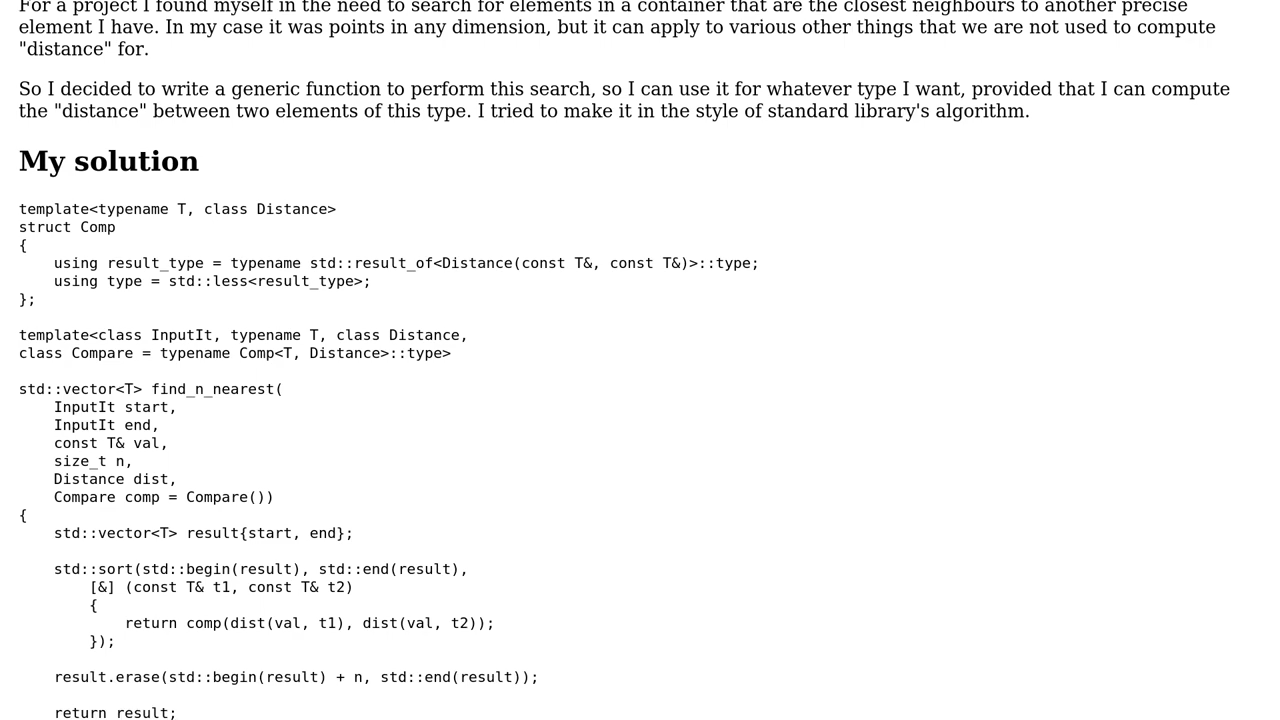 For a project I found myself in the need to search for elements in a container that are the closest neighbours to another precise
element I have. In my case it was points in any dimension, but it can apply to various other things that we are not used to compute
"distance" for.
So I decided to write a generic function to perform this search, so I can use it for whatever type I want, provided that I can compute
the "distance" between two elements of this type. I tried to make it in the style of standard library's algorithm.
My solution
template<typename T, class Distance>
struct Comp
{
    using result_type = typename std::result_of<Distance(const T&, const T&)>::type;
    using type = std::less<result_type>;
};
template<class InputIt, typename T, class Distance,
class Compare = typename Comp<T, Distance>::type>
std::vector<T> find_n_nearest(
    InputIt start,
    InputIt end,
    const T& val,
    size_t n,
    Distance dist,
    Compare comp = Compare())
{
    std::vector<T> result{start, end};
    std::sort(std::begin(result), std::end(result),
        [&] (const T& t1, const T& t2)
        {
            return comp(dist(val, t1), dist(val, t2));
        });
    result.erase(std::begin(result) + n, std::end(result));
    return result;